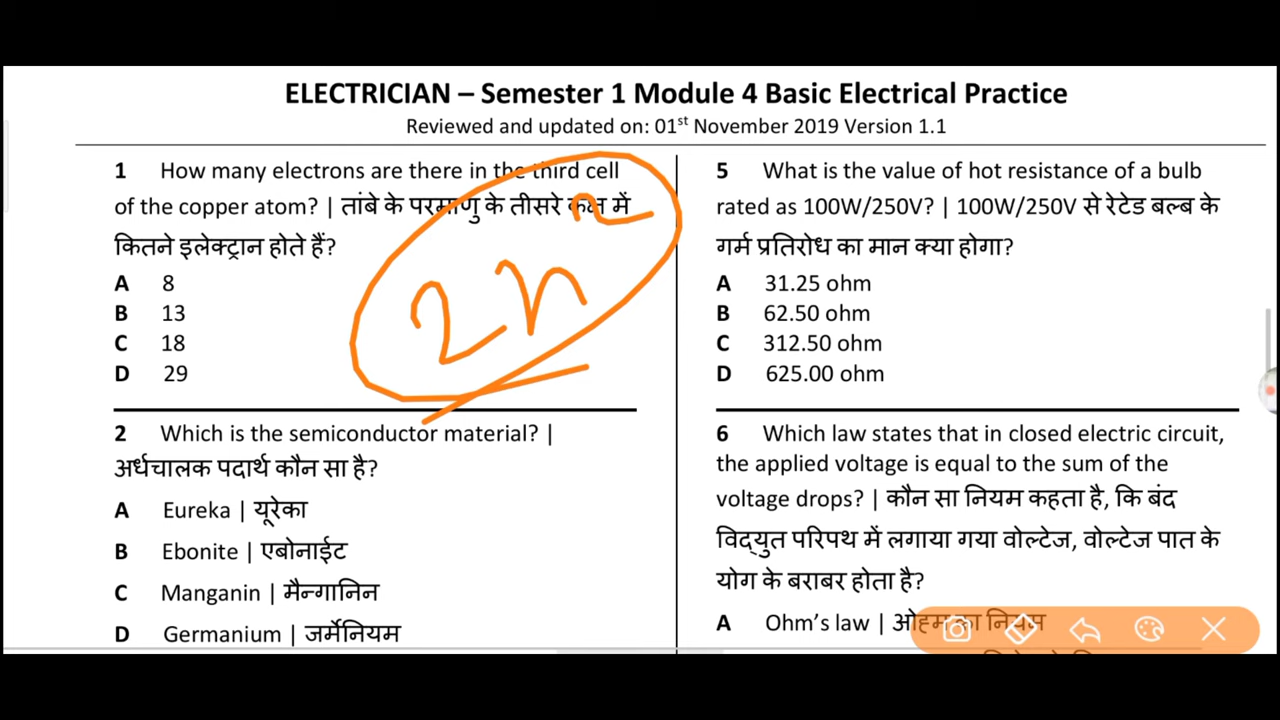 ELECTRICIAN – Semester 1 Module 4 Basic Electrical Practice
Reviewed and updated on: 01st November 2019 Version 1.1
1 How many electrons are there in the third cell
of the copper atom? | तांबे के परमाणु के तीसरे कक्ष में
कितने इलेक्ट्रान होते हैं?
A 8
B 13
C 18
D 29
2n²
2 Which is the semiconductor material? |
अर्धचालक पदार्थ कौन सा है?
A Eureka | यूरेका
B Ebonite | एबोनाईट
C Manganin | मैन्गानिन
D Germanium | जर्मेनियम
5 What is the value of hot resistance of a bulb
rated as 100W/250V? | 100W/250V से रेटेड बल्ब के
गर्म प्रतिरोध का मान क्या होगा?
A 31.25 ohm
B 62.50 ohm
C 312.50 ohm
D 625.00 ohm
6 Which law states that in closed electric circuit,
the applied voltage is equal to the sum of the
voltage drops? | कौन सा नियम कहता है, कि बंद
विद्युत परिपथ में लगाया गया वोल्टेज, वोल्टेज पात के
योग के बराबर होता है?
A Ohm's law | ओह्म का नियम